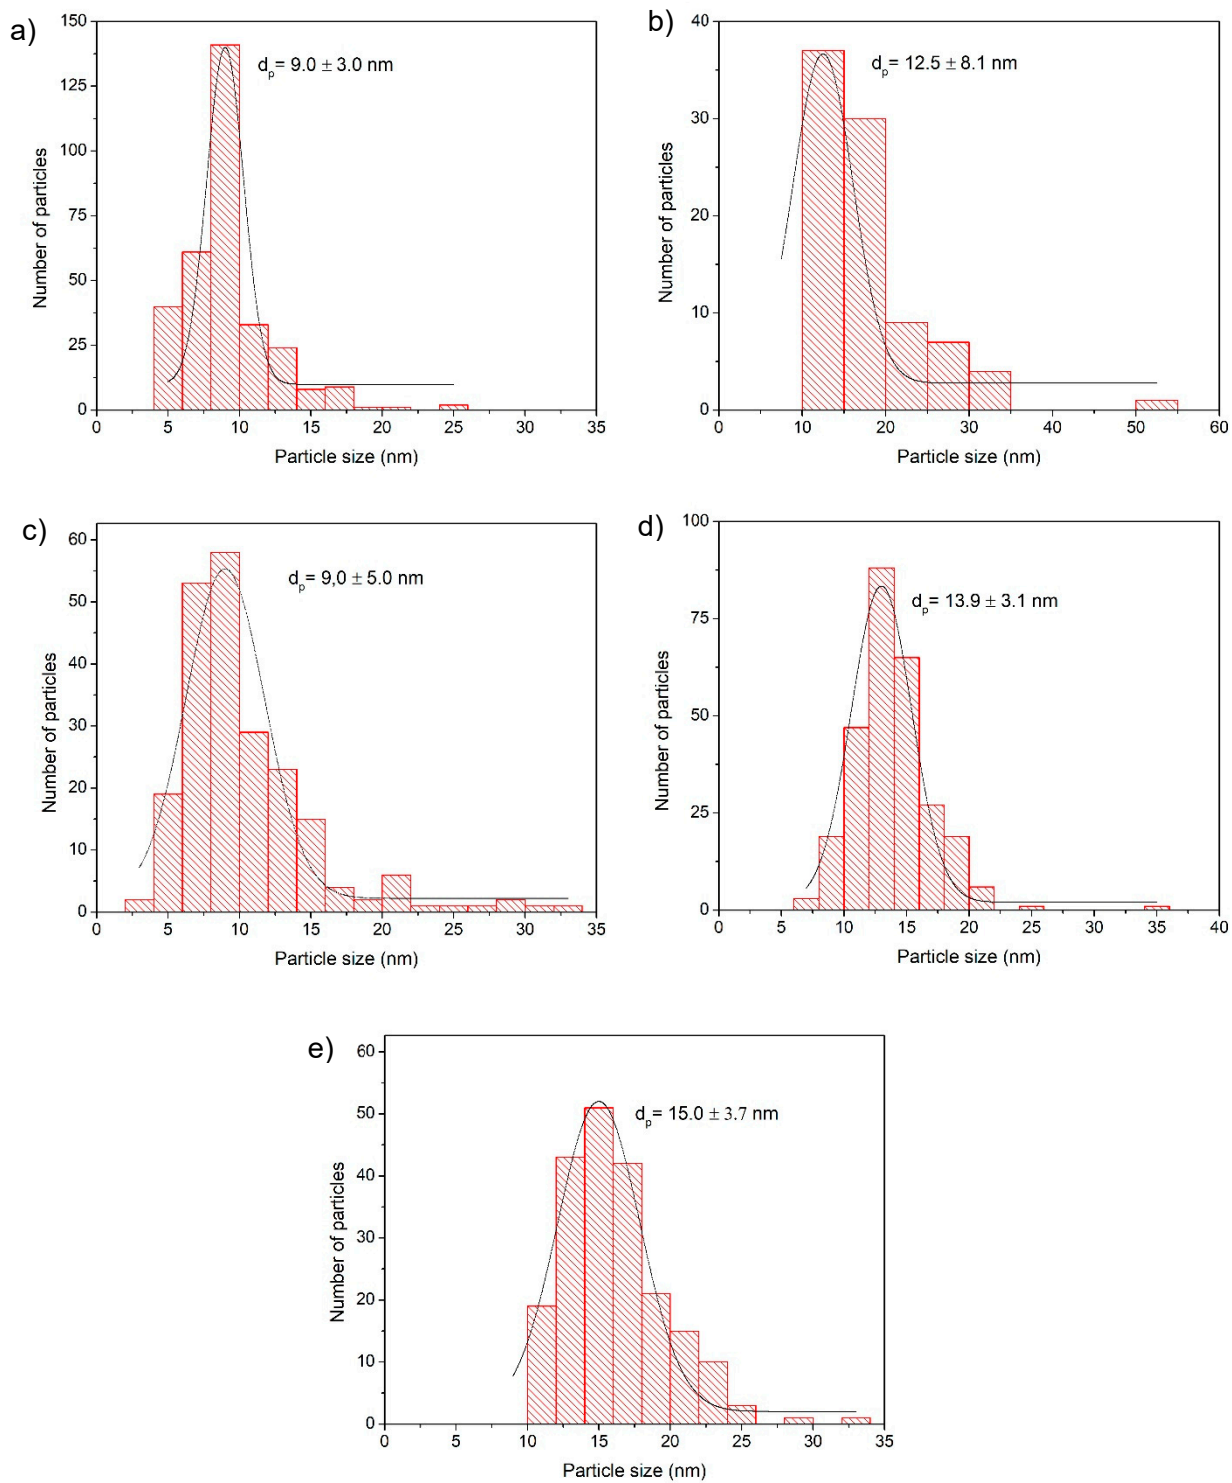 a)
150
125
100
75
50
25
0
Number of particles
dp= 9.0 ± 3.0 nm
0 5 10 15 20 25 30 35
Particle size (nm)
b)
40
30
20
10
0
Number of particles
dp= 12.5 ± 8.1 nm
0 10 20 30 40 50 60
Particle size (nm)
c)
60
50
40
30
20
10
0
Number of particles
dp= 9,0 ± 5.0 nm
0 5 10 15 20 25 30 35
Particle size (nm)
d)
100
75
50
25
0
Number of particles
dp= 13.9 ± 3.1 nm
0 5 10 15 20 25 30 35 40
Particle size (nm)
e)
60
50
40
30
20
10
0
Number of particles
dp= 15.0 ± 3.7 nm
0 5 10 15 20 25 30 35
Particle size (nm)